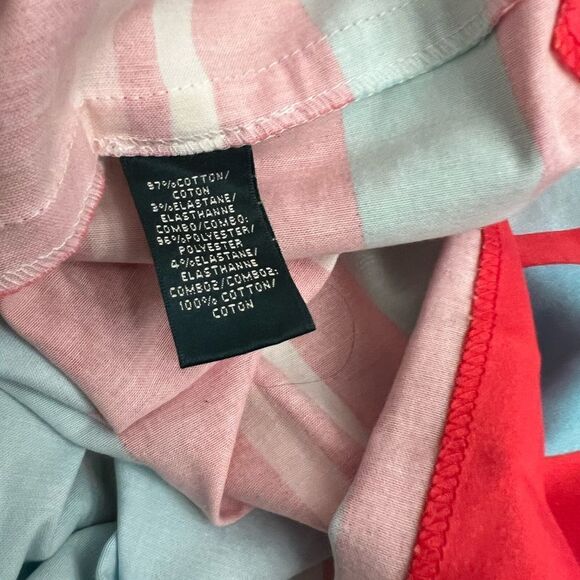 97%COTTON/
COTON
3%ELASTANE/
ELASTHANNE
COMBO/COMBO:
96%POLYESTER/
POLYESTER
4%ELASTANE/
ELASTHANNE
COMBO2/COMBO2:
100% COTTON/
COTON